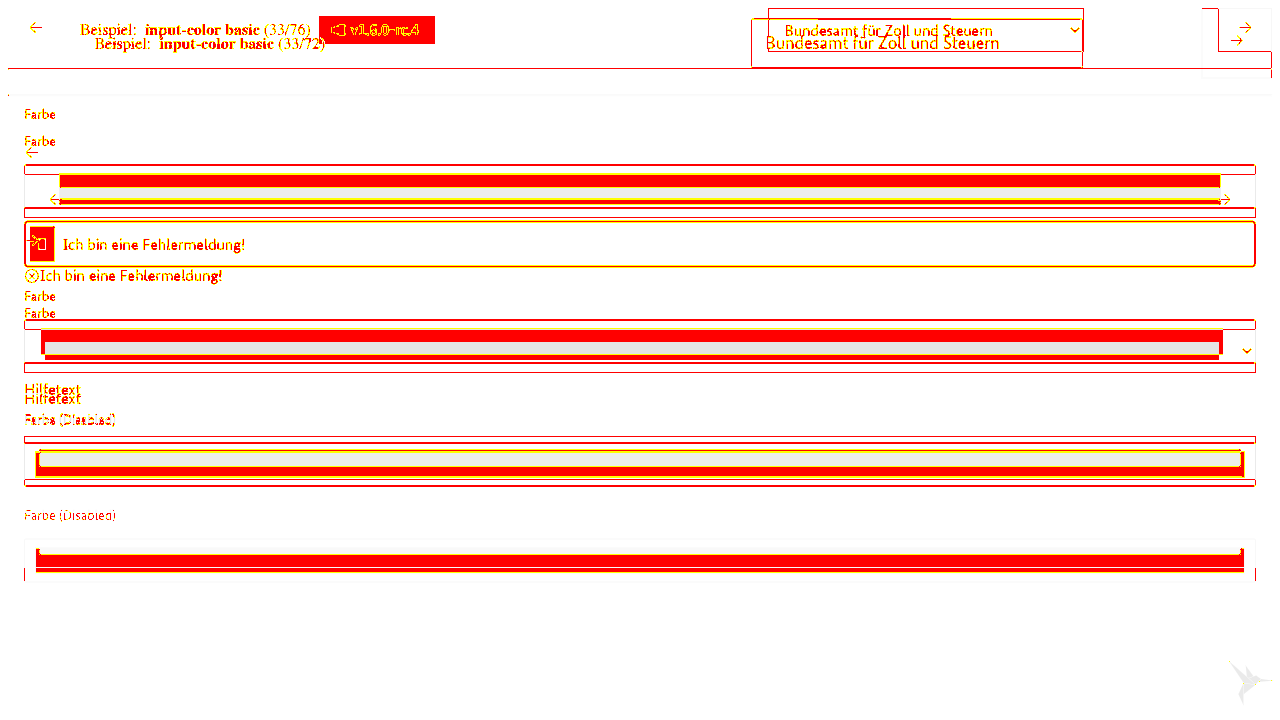 Beispiel: input-color basic (33/76) v1.6.0-rc.4
Bundesamt für Zoll und Steuern
Beispiel: input-color basic (33/72)
Bundesamt für Zoll und Steuern
Farbe
Farbe
Ich bin eine Fehlermeldung!
Ich bin eine Fehlermeldung!
Farbe
Farbe
Hilfetext
Hilfetext
Farbe (Disabled)
Farbe (Disabled)